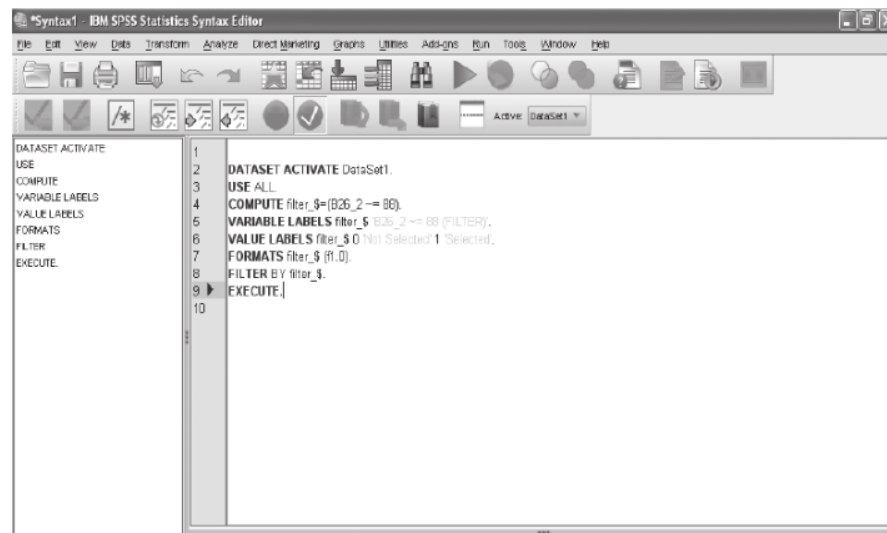 *Syntax1 - IBM SPSS Statistics Syntax Editor
File Edit View Data Transform Analyze Direct Marketing Graphs Utilities Add-ons Run Tools Window Help
Active: DataSet1
DATASET ACTIVATE
USE
COMPUTE
VARIABLE LABELS
VALUE LABELS
FORMATS
FILTER
EXECUTE.
1
2 DATASET ACTIVATE DataSet1.
3 USE ALL.
4 COMPUTE filter_$=(B26_2 ~= 88).
5 VARIABLE LABELS filter_$ 'B26_2 ~= 88 (FILTER)'.
6 VALUE LABELS filter_$ 0 'Not Selected' 1 'Selected'.
7 FORMATS filter_$ (f1.0).
8 FILTER BY filter_$.
9 EXECUTE.
10